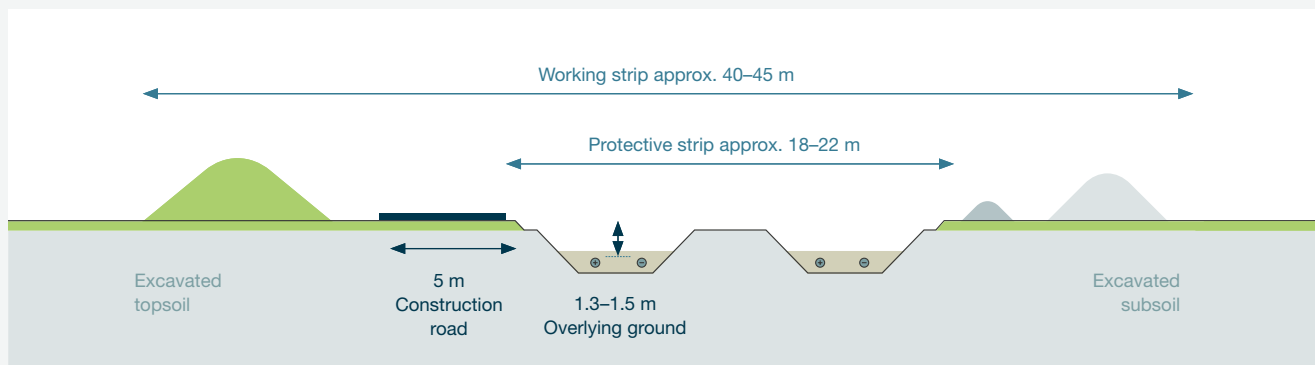 Working strip approx. 40–45 m
Protective strip approx. 18–22 m
Excavated
topsoil
5 m
Construction
road
+
−
1.3–1.5 m
Overlying ground
+
−
Excavated
subsoil